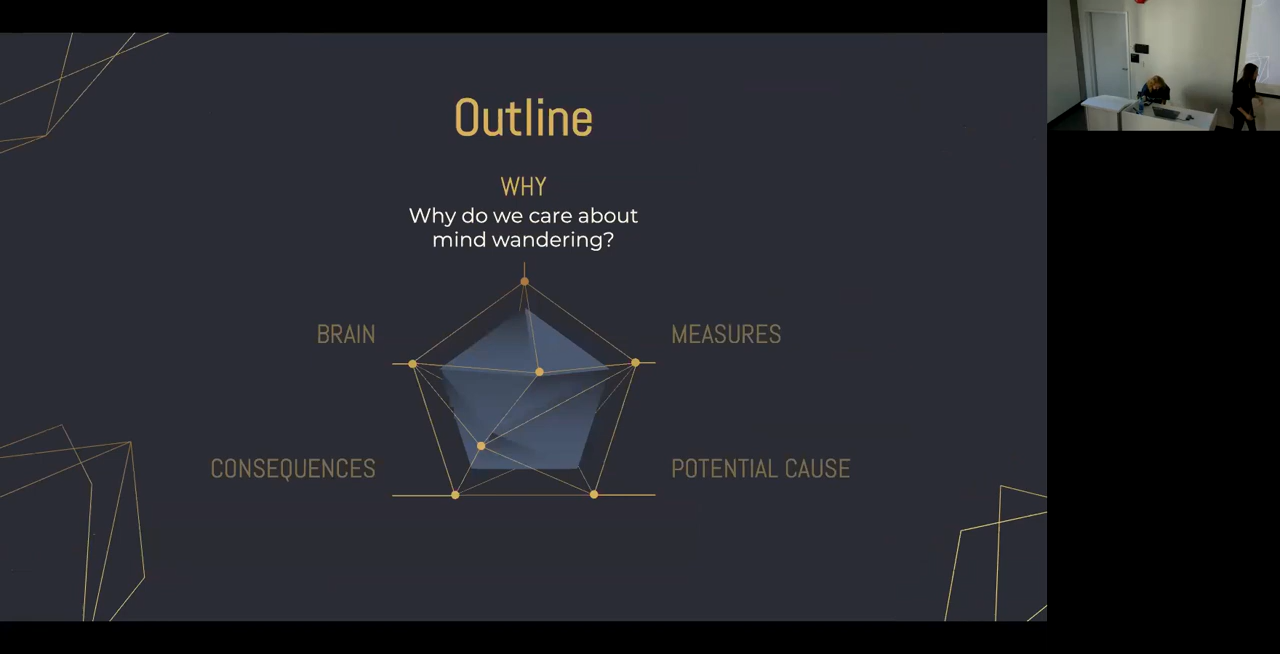 Outline
WHY
Why do we care about
mind wandering?
BRAIN
MEASURES
CONSEQUENCES
POTENTIAL CAUSE